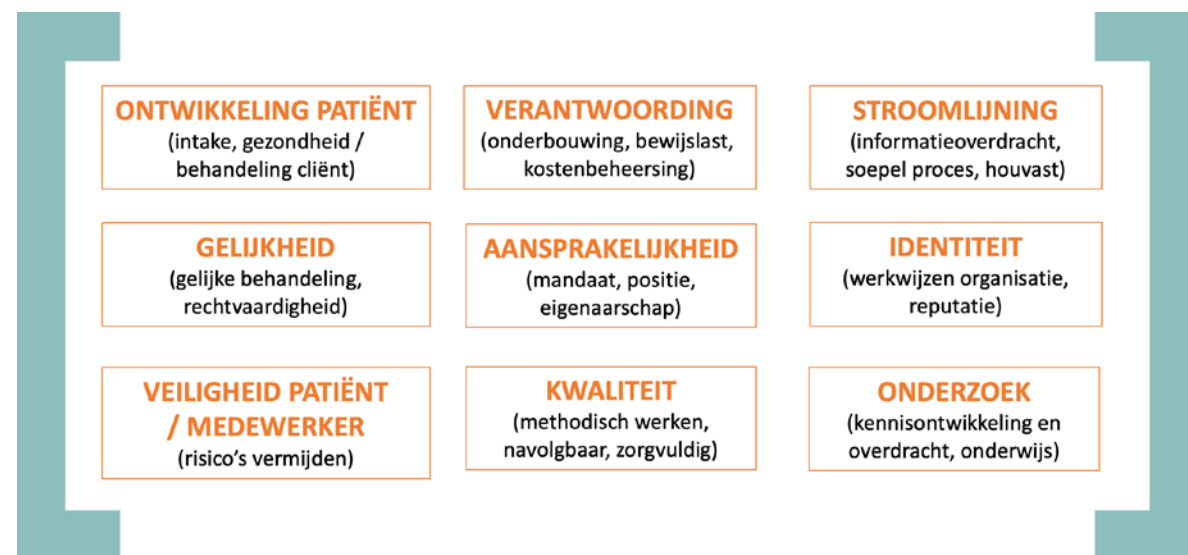 ONTWIKKELING PATIËNT
(intake, gezondheid /
behandeling cliënt)
VERANTWOORDING
(onderbouwing, bewijslast,
kostenbeheersing)
STROOMLIJNING
(informatieoverdracht,
soepel proces, houvast)
GELIJKHEID
(gelijke behandeling,
rechtvaardigheid)
AANSPRAKELIJKHEID
(mandaat, positie,
eigenaarschap)
IDENTITEIT
(werkwijzen organisatie,
reputatie)
VEILIGHEID PATIËNT
/ MEDEWERKER
(risico's vermijden)
KWALITEIT
(methodisch werken,
navolgbaar, zorgvuldig)
ONDERZOEK
(kennisontwikkeling en
overdracht, onderwijs)